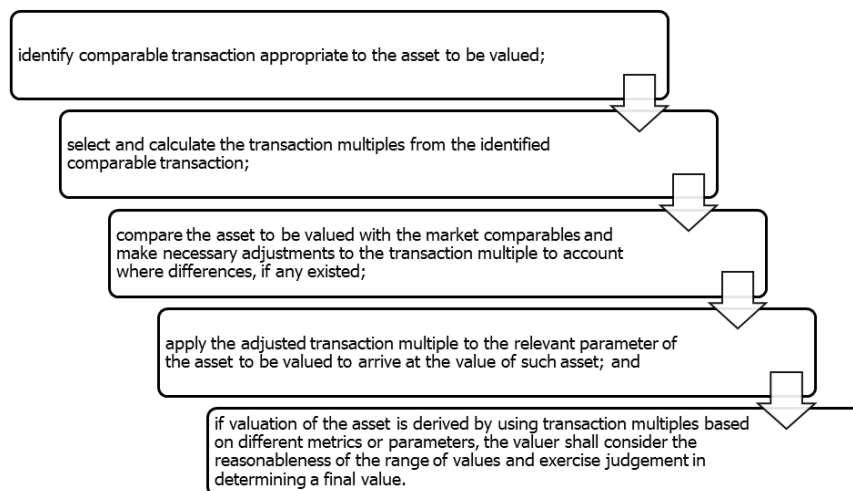 identify comparable transaction appropriate to the asset to be valued;
select and calculate the transaction multiples from the identified
comparable transaction;
compare the asset to be valued with the market comparables and
make necessary adjustments to the transaction multiple to account
where differences, if any existed;
apply the adjusted transaction multiple to the relevant parameter of
the asset to be valued to arrive at the value of such asset; and
if valuation of the asset is derived by using transaction multiples based
on different metrics or parameters, the valuer shall consider the
reasonableness of the range of values and exercise judgement in
determining a final value.